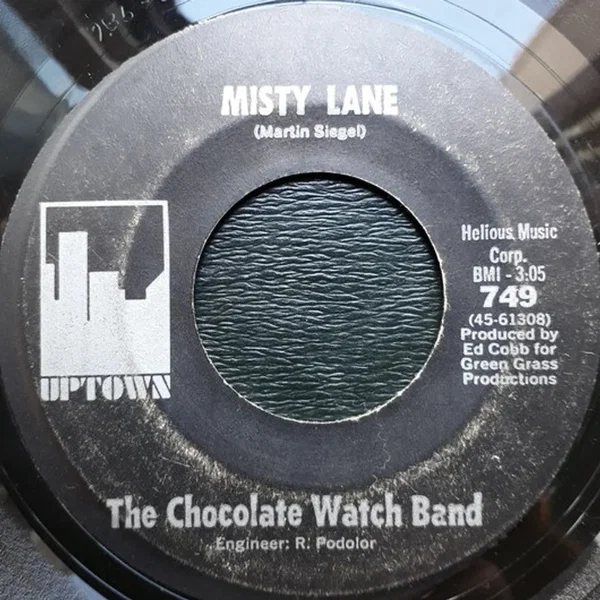 MISTY LANE
(Martin Siegel)
UPTOWN
Helious Music
Corp.
BMI - 3:05
749
(45-61308)
Produced by
Ed Cobb for
Green Grass
Productions
The Chocolate Watch Band
Engineer: R. Podolor